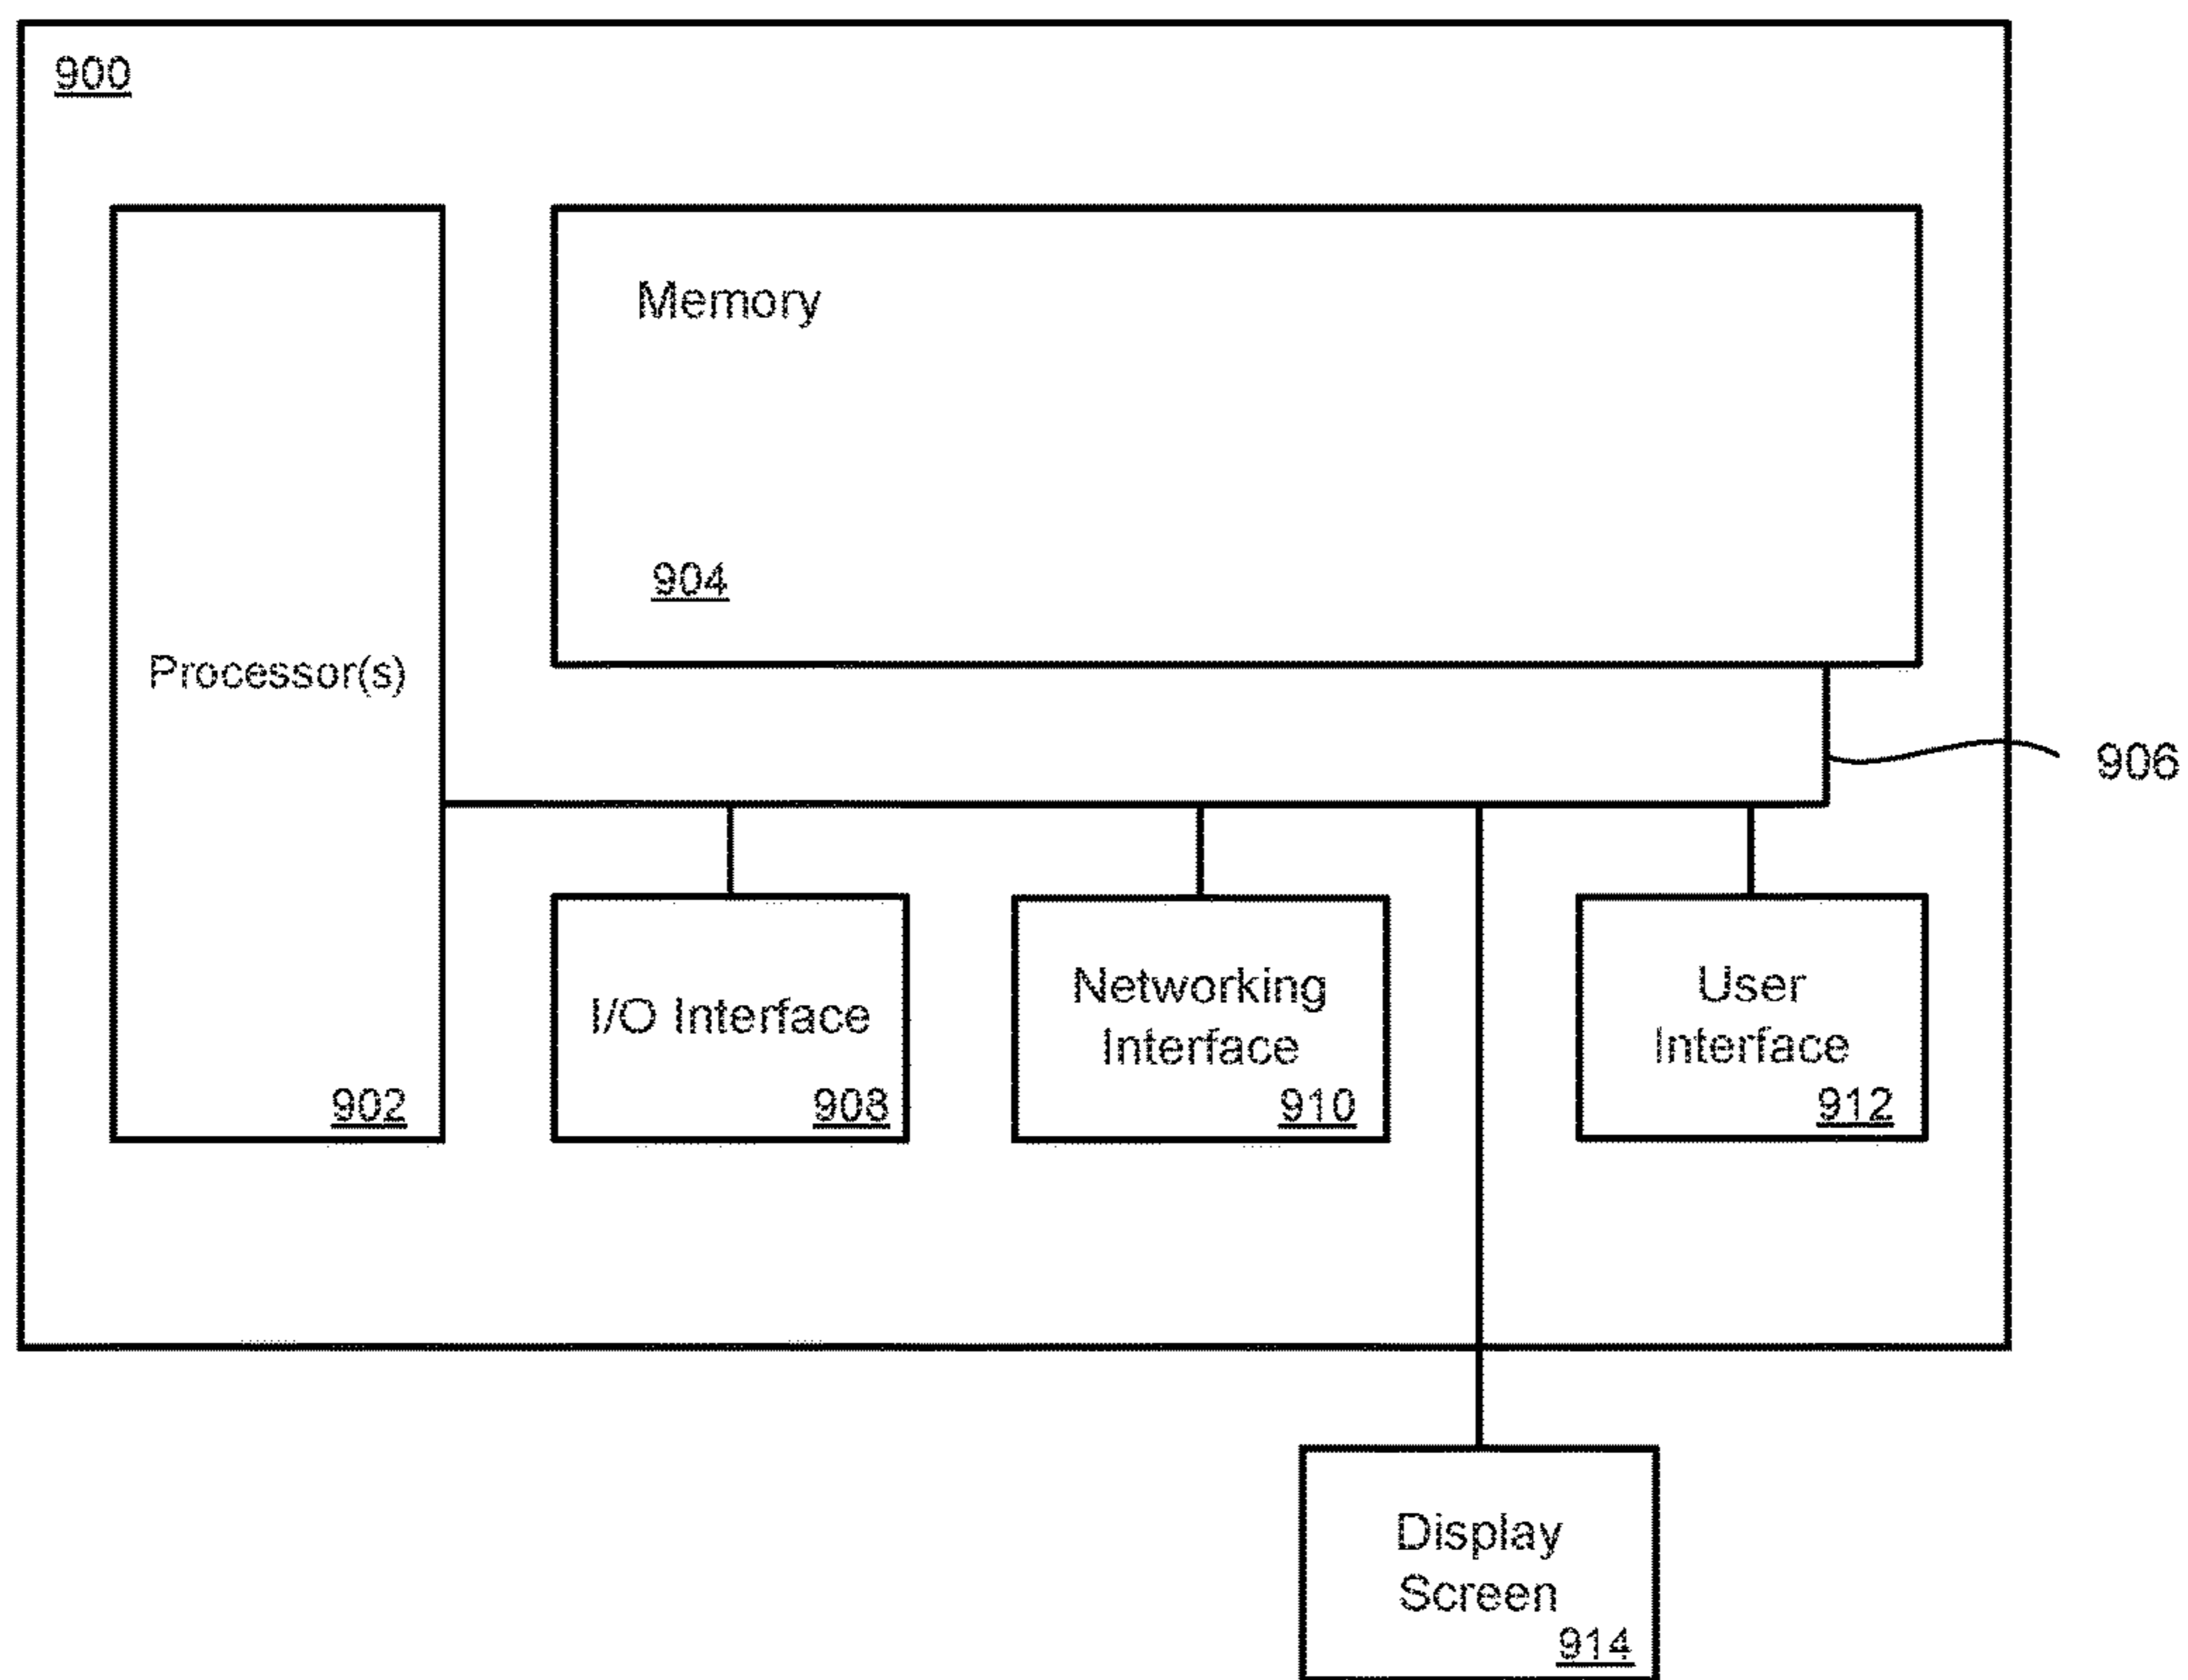 900
Memory
904
Processor(s)
902
906
I/O Interface
908
Networking
Interface
910
User
Interface
912
Display
Screen
914